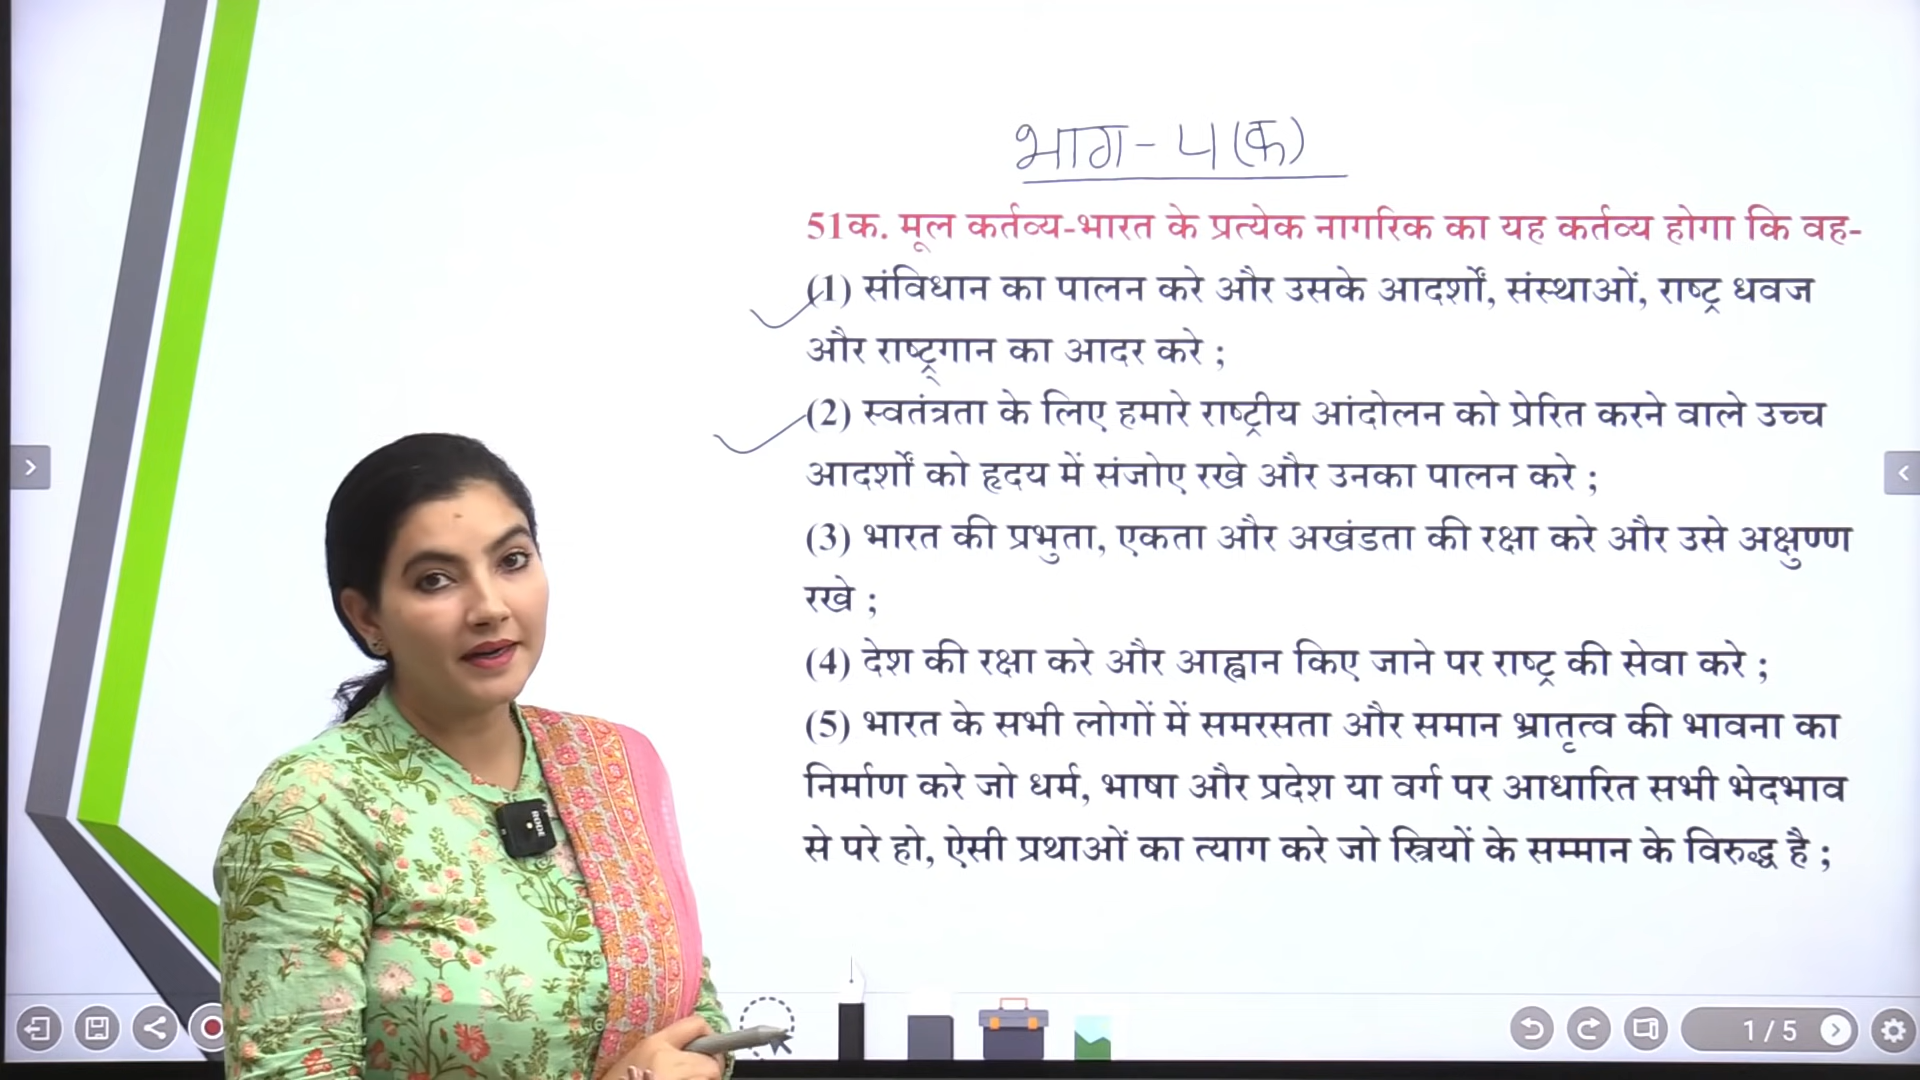 भाग - 4 (क)
51क. मूल कर्तव्य-भारत के प्रत्येक नागरिक का यह कर्तव्य होगा कि वह-
(1) संविधान का पालन करे और उसके आदर्शों, संस्थाओं, राष्ट्र धवज
और राष्ट्र्गान का आदर करे ;
(2) स्वतंत्रता के लिए हमारे राष्ट्रीय आंदोलन को प्रेरित करने वाले उच्च
आदर्शों को हृदय में संजोए रखे और उनका पालन करे ;
(3) भारत की प्रभुता, एकता और अखंडता की रक्षा करे और उसे अक्षुण्ण
रखे ;
(4) देश की रक्षा करे और आह्वान किए जाने पर राष्ट्र की सेवा करे ;
(5) भारत के सभी लोगों में समरसता और समान भ्रातृत्व की भावना का
निर्माण करे जो धर्म, भाषा और प्रदेश या वर्ग पर आधारित सभी भेदभाव
से परे हो, ऐसी प्रथाओं का त्याग करे जो स्त्रियों के सम्मान के विरुद्ध है ;
RODE
1 / 5